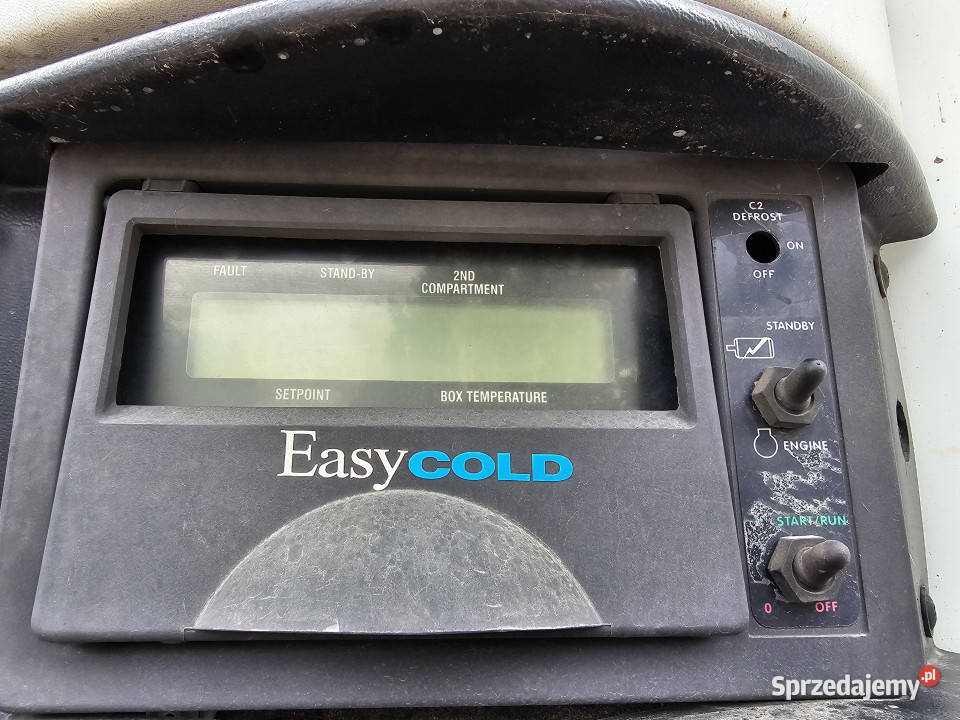 FAULT STAND-BY 2ND
COMPARTMENT
SETPOINT BOX TEMPERATURE
EasyCOLD
C2
DEFROST
ON
OFF
STANDBY
ENGINE
START/RUN
0 OFF
Sprzedajemy.pl